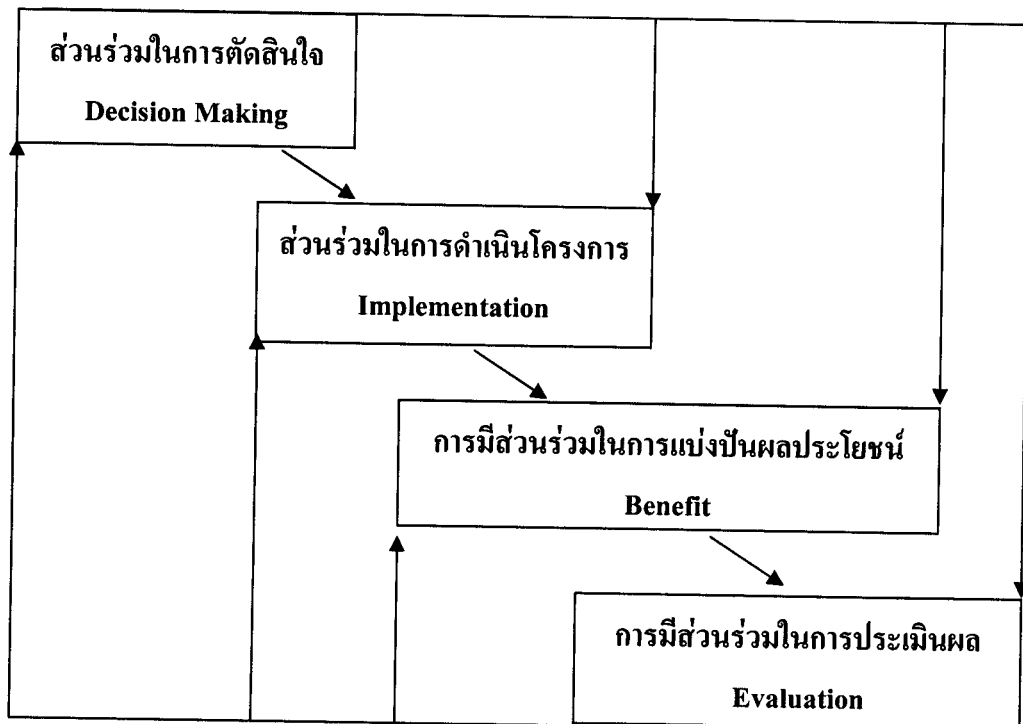 ส่วนร่วมในการตัดสินใจ
Decision Making
ส่วนร่วมในการดำเนินโครงการ
Implementation
การมีส่วนร่วมในการแบ่งปันผลประโยชน์
Benefit
การมีส่วนร่วมในการประเมินผล
Evaluation